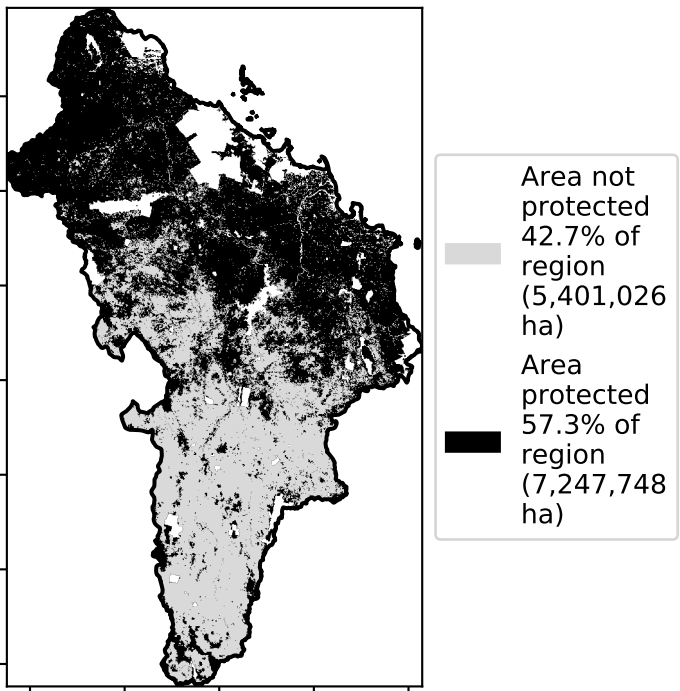 Area not
protected
42.7% of
region
(5,401,026
ha)
Area
protected
57.3% of
region
(7,247,748
ha)